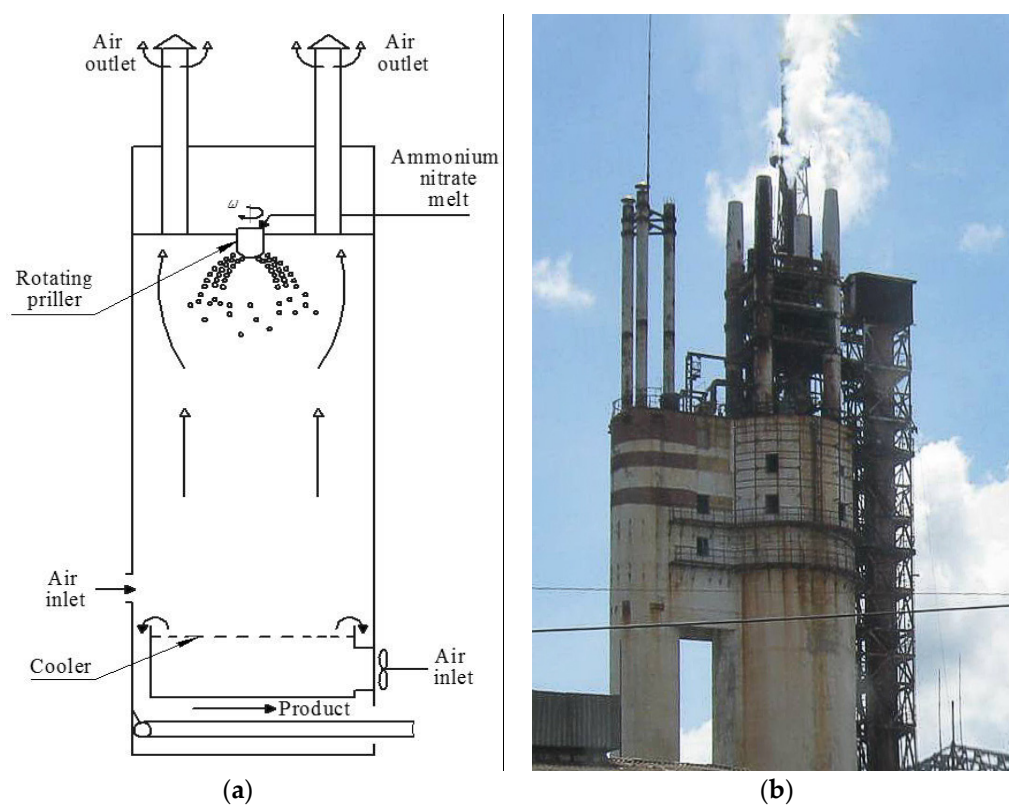 Air
outlet
Air
outlet
Ammonium
nitrate
melt
ω
Rotating
priller
Air
inlet
Cooler
Air
inlet
Product
(a)
(b)